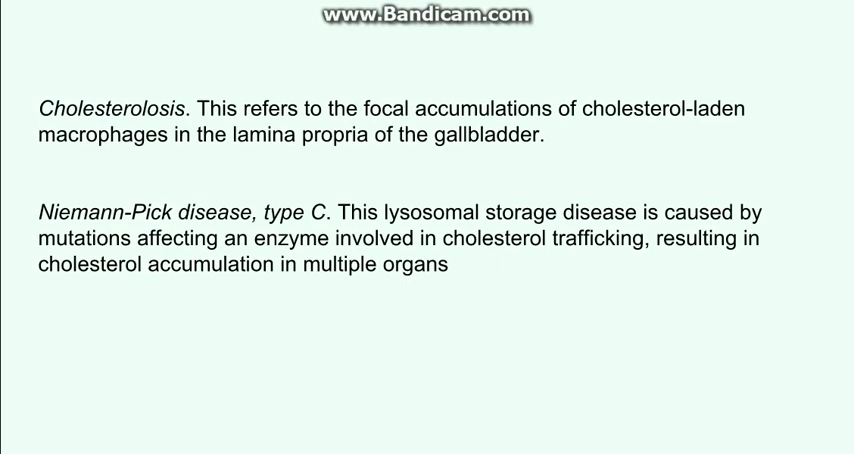 www.Bandicam.com
Cholesterolosis. This refers to the focal accumulations of cholesterol-laden
macrophages in the lamina propria of the gallbladder.
Niemann-Pick disease, type C. This lysosomal storage disease is caused by
mutations affecting an enzyme involved in cholesterol trafficking, resulting in
cholesterol accumulation in multiple organs